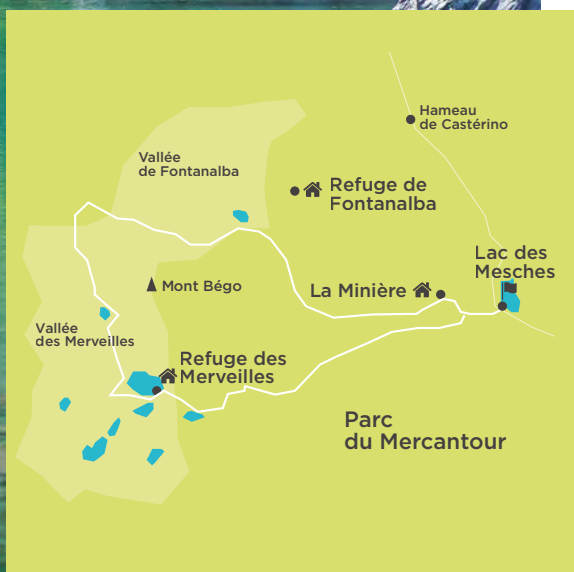 Hameau
de Castérino
Vallée
de Fontanalba
Refuge de
Fontanalba
Lac des
Mesches
La Minière
Mont Bégo
Vallée
des Merveilles
Refuge des
Merveilles
Parc
du Mercantour